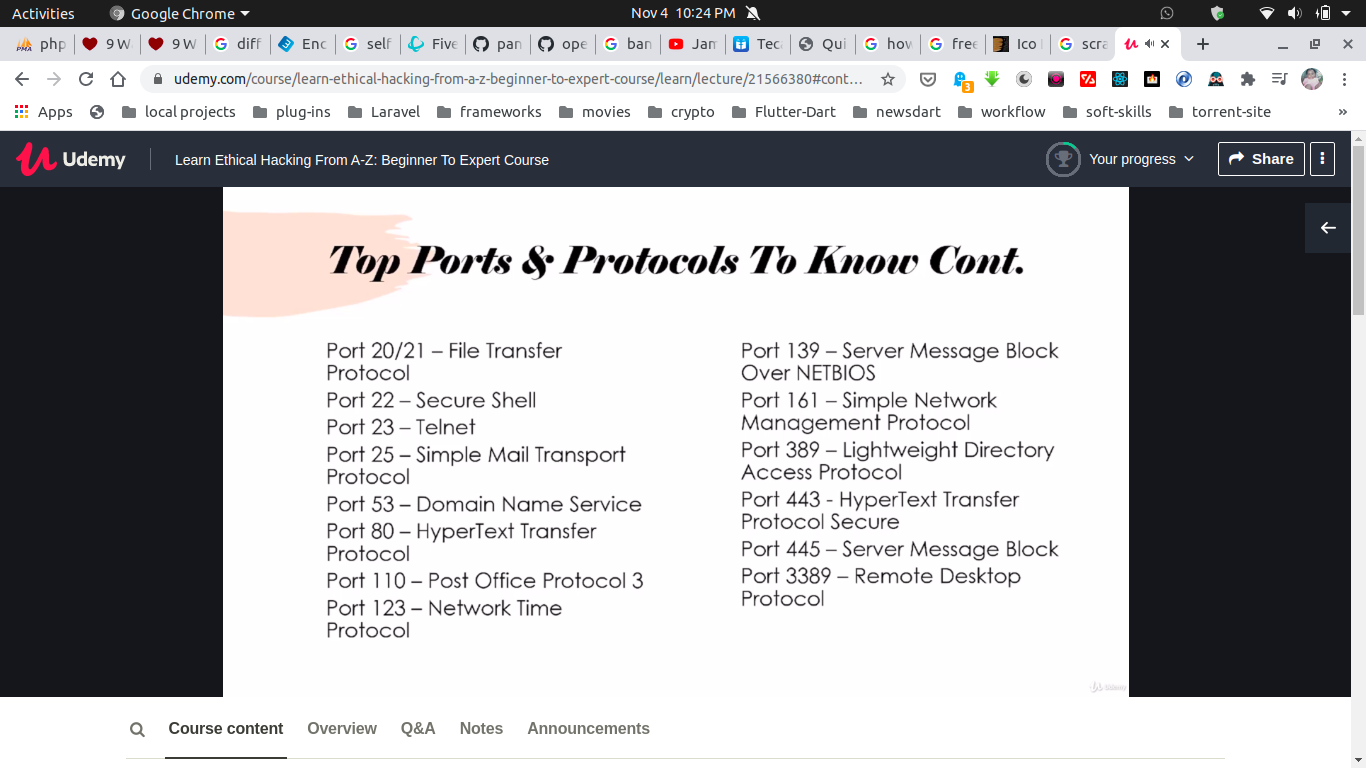 Activities
Google Chrome
Nov 4 10:24 PM
php
9 W
9 W
diff
Enc
self
Five
pan
ope
ban
Jam
Teca
Qui
how
free
Ico
scra
udemy.com/course/learn-ethical-hacking-from-a-z-beginner-to-expert-course/learn/lecture/21566380#cont…
3
Apps
local projects
plug-ins
Laravel
frameworks
movies
crypto
Flutter-Dart
newsdart
workflow
soft-skills
torrent-site
»
Udemy
Learn Ethical Hacking From A-Z: Beginner To Expert Course
Your progress
Share
Top Ports & Protocols To Know Cont.
Port 20/21 – File Transfer
Protocol
Port 22 – Secure Shell
Port 23 – Telnet
Port 25 – Simple Mail Transport
Protocol
Port 53 – Domain Name Service
Port 80 – HyperText Transfer
Protocol
Port 110 – Post Office Protocol 3
Port 123 – Network Time
Protocol
Port 139 – Server Message Block
Over NETBIOS
Port 161 – Simple Network
Management Protocol
Port 389 – Lightweight Directory
Access Protocol
Port 443 - HyperText Transfer
Protocol Secure
Port 445 – Server Message Block
Port 3389 – Remote Desktop
Protocol
Udemy
Course content
Overview
Q&A
Notes
Announcements